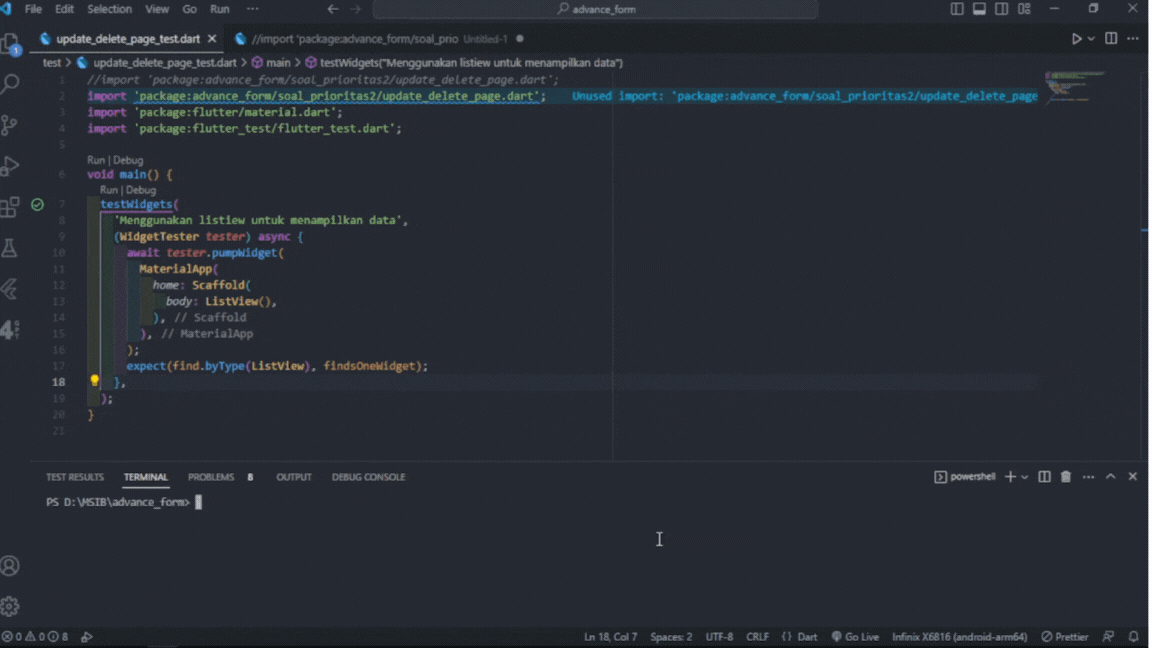 File Edit Selection View Go Run ··· advance_form
update_delete_page_test.dart //import 'package:advance_form/soal_prio Untitled-1
test > update_delete_page_test.dart > main > testWidgets("Menggunakan listiew untuk menampilkan data")
1 //import 'package:advance_form/soal_prioritas2/update_delete_page.dart';
2 import 'package:advance_form/soal_prioritas2/update_delete_page.dart'; Unused import: 'package:advance_form/soal_prioritas2/update_delete_page
3 import 'package:flutter/material.dart';
4 import 'package:flutter_test/flutter_test.dart';
5
Run | Debug
6 void main() {
Run | Debug
7 testWidgets(
8 'Menggunakan listiew untuk menampilkan data',
9 (WidgetTester tester) async {
10 await tester.pumpWidget(
11 MaterialApp(
12 home: Scaffold(
13 body: ListView(),
14 ), // Scaffold
15 ), // MaterialApp
16 );
17 expect(find.byType(ListView), findsOneWidget);
18 },
19 );
20 }
21
TEST RESULTS TERMINAL PROBLEMS 8 OUTPUT DEBUG CONSOLE powershell
PS D:\MSIB\advance_form>
0 0 8 Ln 18, Col 7 Spaces: 2 UTF-8 CRLF {} Dart Go Live Infinix X6816 (android-arm64) Prettier